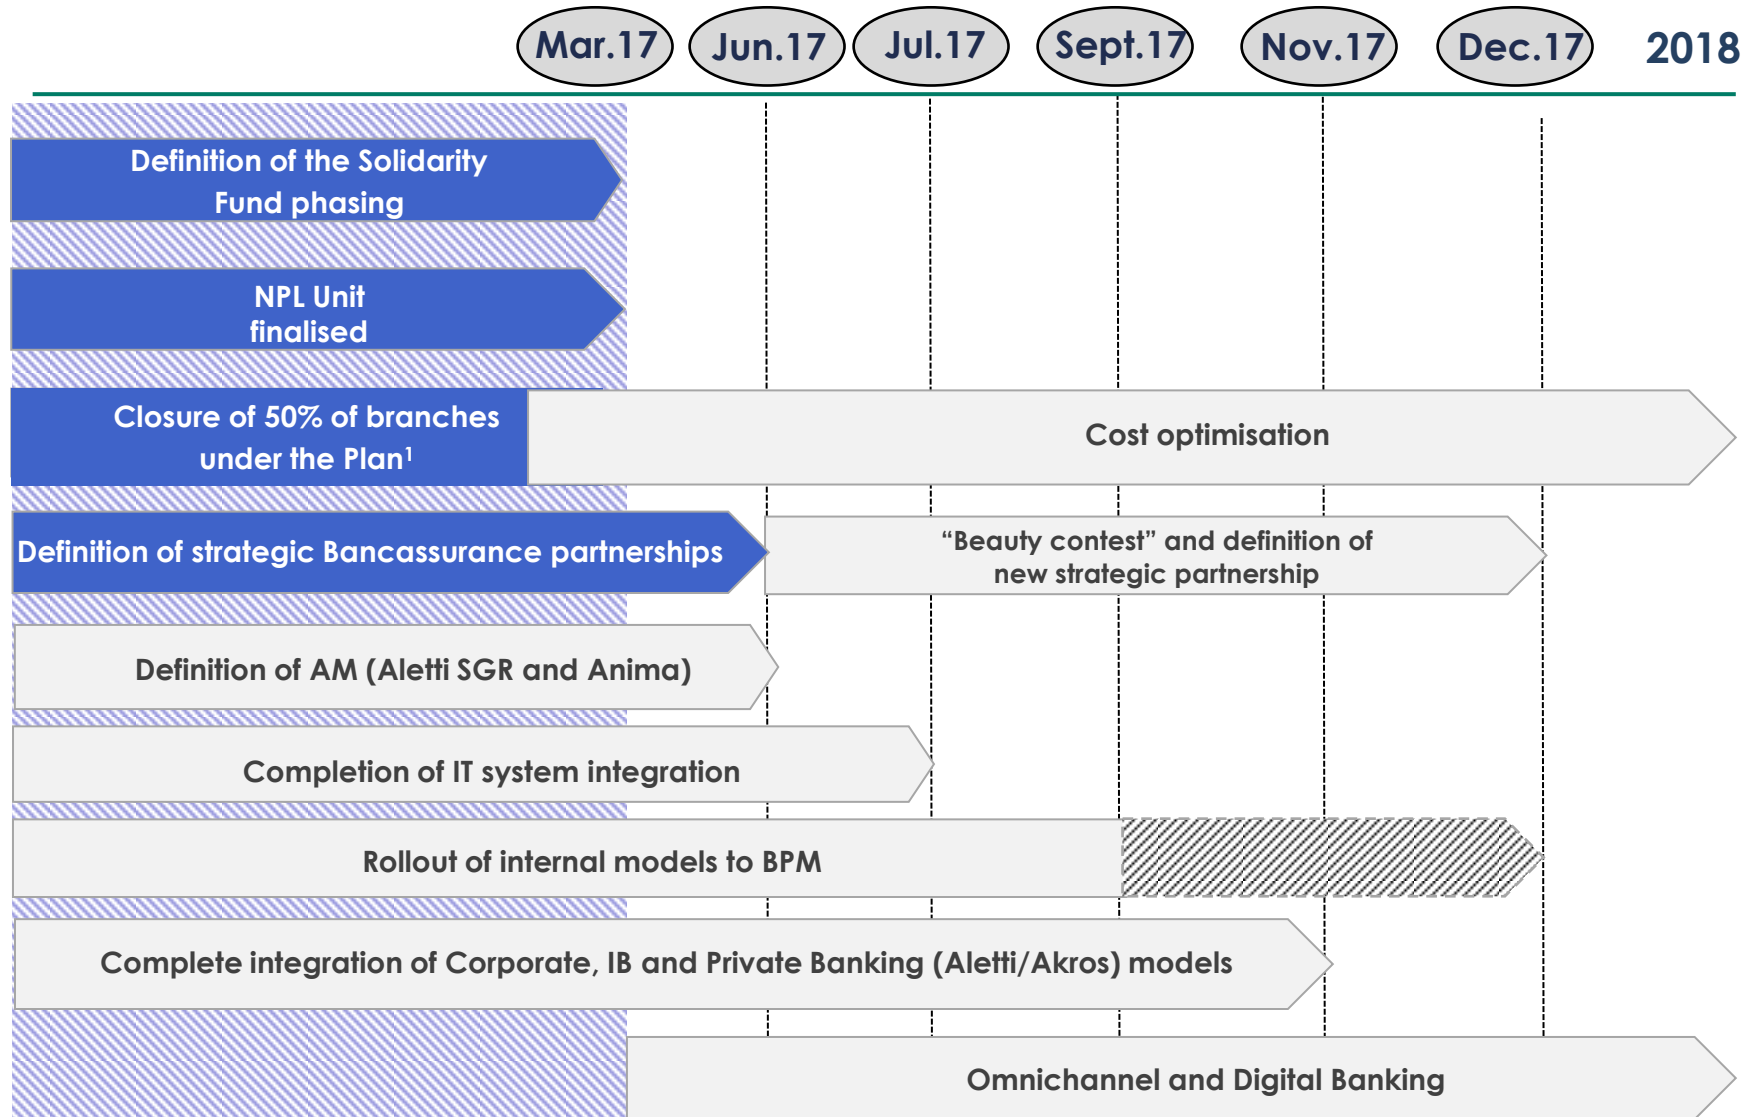 Mar.17 Jun.17 Jul.17 Sept.17 Nov.17 Dec.17 2018
Definition of the Solidarity
Fund phasing
NPL Unit
finalised
Closure of 50% of branches
under the Plan¹
Cost optimisation
Definition of strategic Bancassurance partnerships
“Beauty contest” and definition of
new strategic partnership
Definition of AM (Aletti SGR and Anima)
Completion of IT system integration
Rollout of internal models to BPM
Complete integration of Corporate, IB and Private Banking (Aletti/Akros) models
Omnichannel and Digital Banking